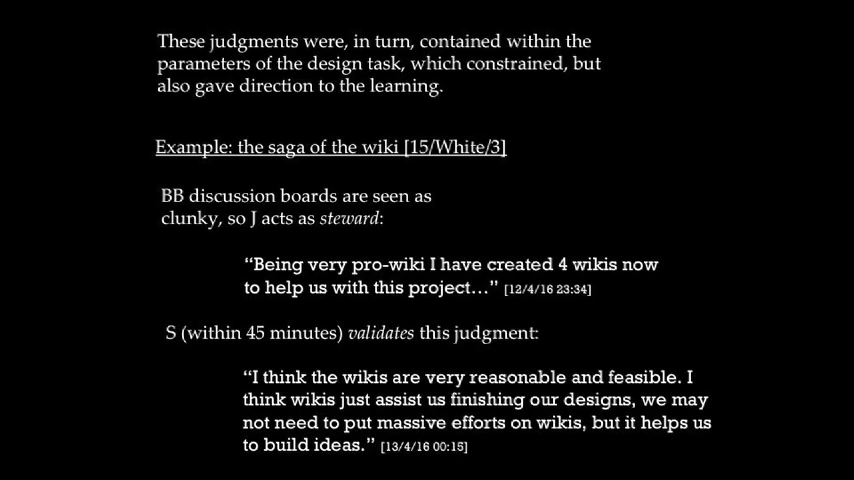 These judgments were, in turn, contained within the
parameters of the design task, which constrained, but
also gave direction to the learning.
Example: the saga of the wiki [15/White/3]
BB discussion boards are seen as
clunky, so J acts as steward:
“Being very pro-wiki I have created 4 wikis now
to help us with this project…” [12/4/16 23:34]
S (within 45 minutes) validates this judgment:
“I think the wikis are very reasonable and feasible. I
think wikis just assist us finishing our designs, we may
not need to put massive efforts on wikis, but it helps us
to build ideas.” [13/4/16 00:15]